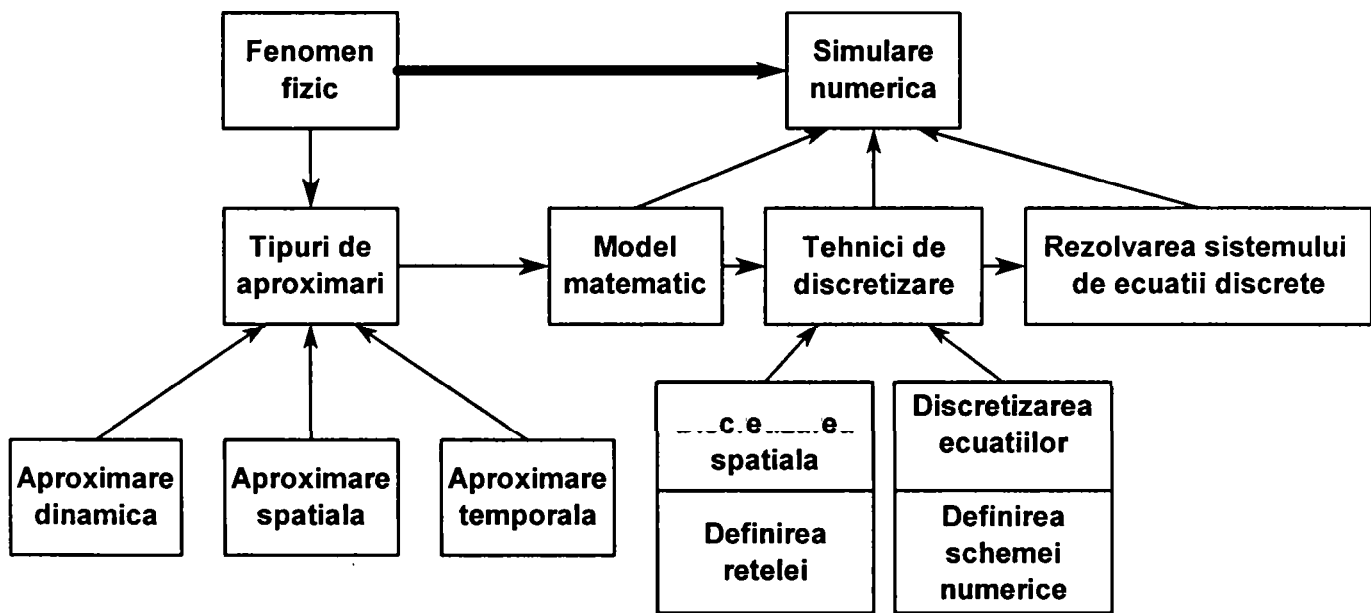 Fenomen
fizic
Simulare
numerica
Tipuri de
aproximari
Model
matematic
Tehnici de
discretizare
Rezolvarea sistemului
de ecuatii discrete
Aproximare
dinamica
Aproximare
spatiala
Aproximare
temporala
spatiala
Definirea
retelei
Discretizarea
ecuatiilor
Definirea
schemei
numerice